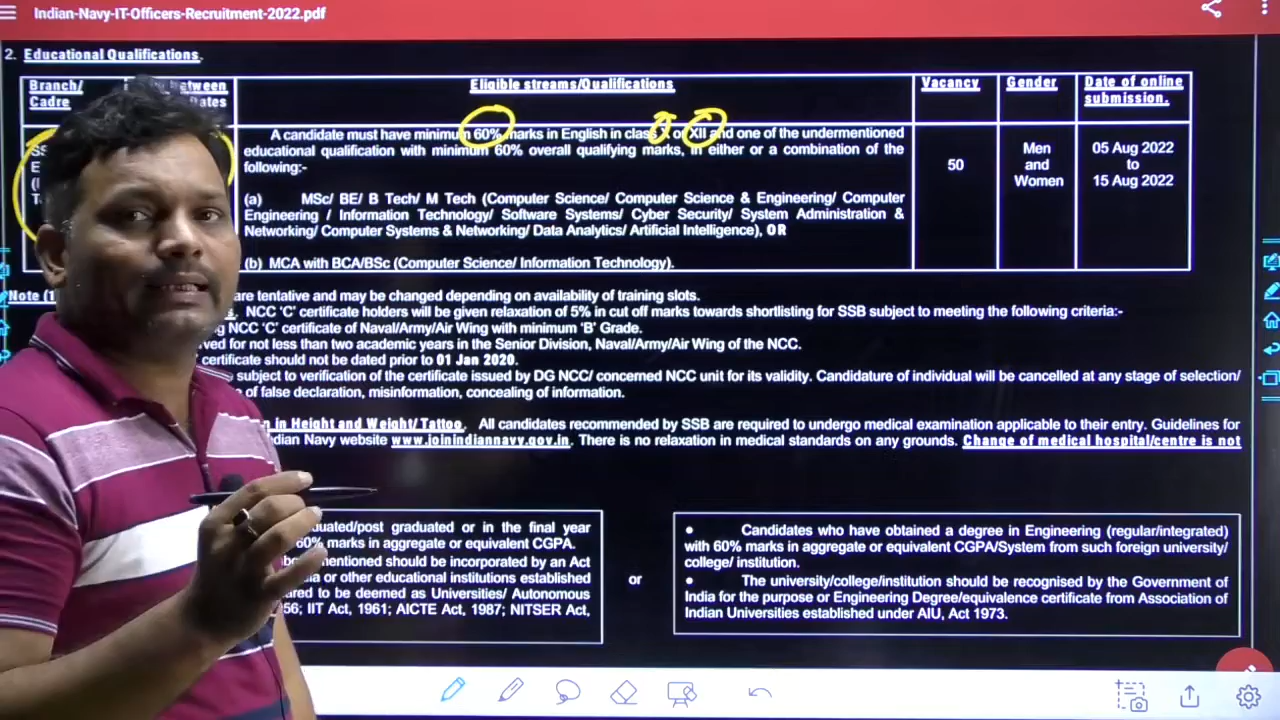 Indian-Navy-IT-Officers-Recruitment-2022.pdf
2. Educational Qualifications.
Branch/
Cadre
between
Dates
Eligible streams/Qualifications
Vacancy
Gender
Date of online
submission.
A candidate must have minimum 60% marks in English in class X or XII and one of the undermentioned
educational qualification with minimum 60% overall qualifying marks, in either or a combination of the
following:-
(a) MSc/ BE/ B Tech/ M Tech (Computer Science/ Computer Science & Engineering/ Computer
Engineering / Information Technology/ Software Systems/ Cyber Security/ System Administration &
Networking/ Computer Systems & Networking/ Data Analytics/ Artificial Intelligence), OR
(b) MCA with BCA/BSc (Computer Science/ Information Technology).
50
Men
and
Women
05 Aug 2022
to
15 Aug 2022
Note (1
are tentative and may be changed depending on availability of training slots.
NCC ‘C’ certificate holders will be given relaxation of 5% in cut off marks towards shortlisting for SSB subject to meeting the following criteria:-
NCC ‘C’ certificate of Naval/Army/Air Wing with minimum ‘B’ Grade.
for not less than two academic years in the Senior Division, Naval/Army/Air Wing of the NCC.
certificate should not be dated prior to 01 Jan 2020.
subject to verification of the certificate issued by DG NCC/ concerned NCC unit for its validity. Candidature of individual will be cancelled at any stage of selection/
of false declaration, misinformation, concealing of information.
in Height and Weight/ Tattoo. All candidates recommended by SSB are required to undergo medical examination applicable to their entry. Guidelines for
Indian Navy website www.joinindiannavy.gov.in. There is no relaxation in medical standards on any grounds. Change of medical hospital/centre is not
graduated/post graduated or in the final year
60% marks in aggregate or equivalent CGPA.
mentioned should be incorporated by an Act
or other educational institutions established
to be deemed as Universities/ Autonomous
56; IIT Act, 1961; AICTE Act, 1987; NITSER Act,
or
• Candidates who have obtained a degree in Engineering (regular/integrated)
with 60% marks in aggregate or equivalent CGPA/System from such foreign university/
college/ institution.
• The university/college/institution should be recognised by the Government of
India for the purpose or Engineering Degree/equivalence certificate from Association of
Indian Universities established under AIU, Act 1973.